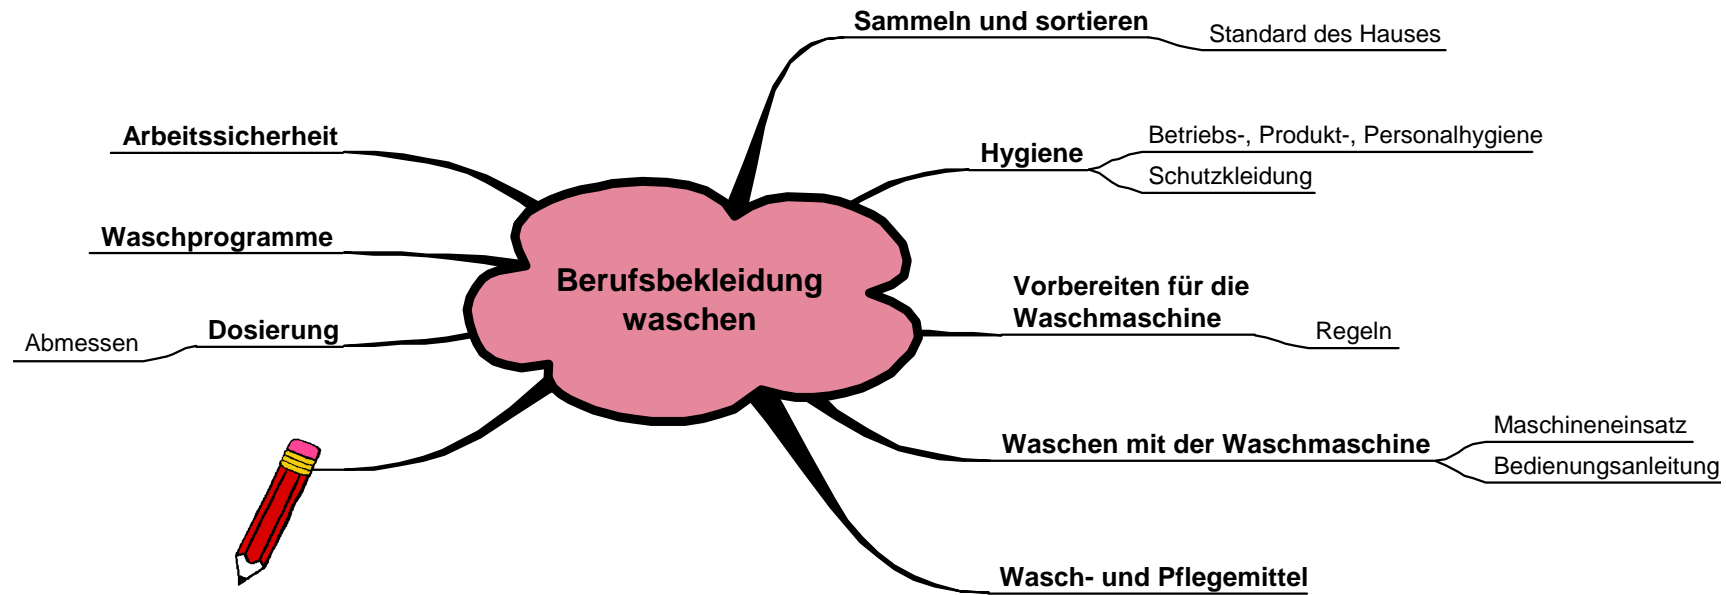 Sammeln und sortieren
Standard des Hauses
Hygiene
Betriebs-, Produkt-, Personalhygiene
Schutzkleidung
Vorbereiten für die
Waschmaschine
Regeln
Waschen mit der Waschmaschine
Maschineneinsatz
Bedienungsanleitung
Wasch- und Pflegemittel
Berufsbekleidung
waschen
Arbeitssicherheit
Waschprogramme
Dosierung
Abmessen